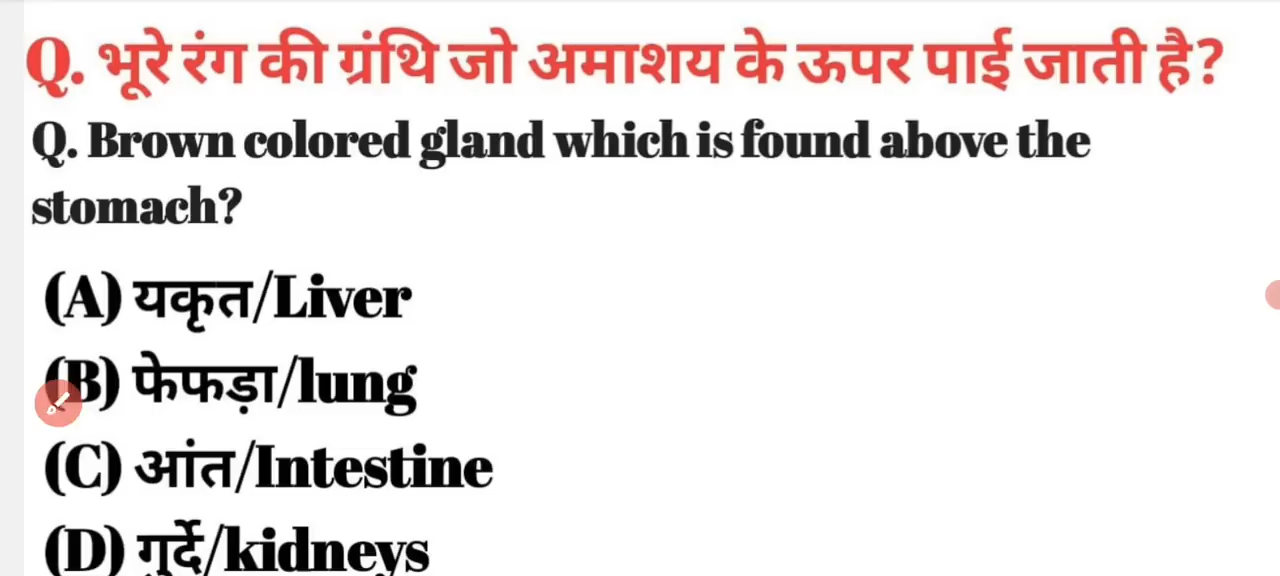 Q. भूरे रंग की ग्रंथि जो अमाशय के ऊपर पाई जाती है?
Q. Brown colored gland which is found above the
stomach?
(A) यकृत/Liver
(B) फेफड़ा/lung
(C) आंत/Intestine
(D) गुर्दे/kidneys